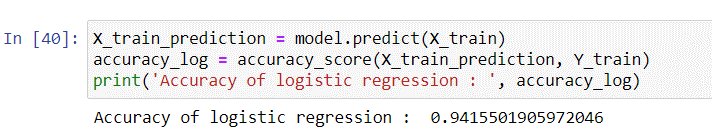 In [40]: X_train_prediction = model.predict(X_train)
accuracy_log = accuracy_score(X_train_prediction, Y_train)
print('Accuracy of logistic regression : ', accuracy_log)
Accuracy of logistic regression :  0.9415501905972046